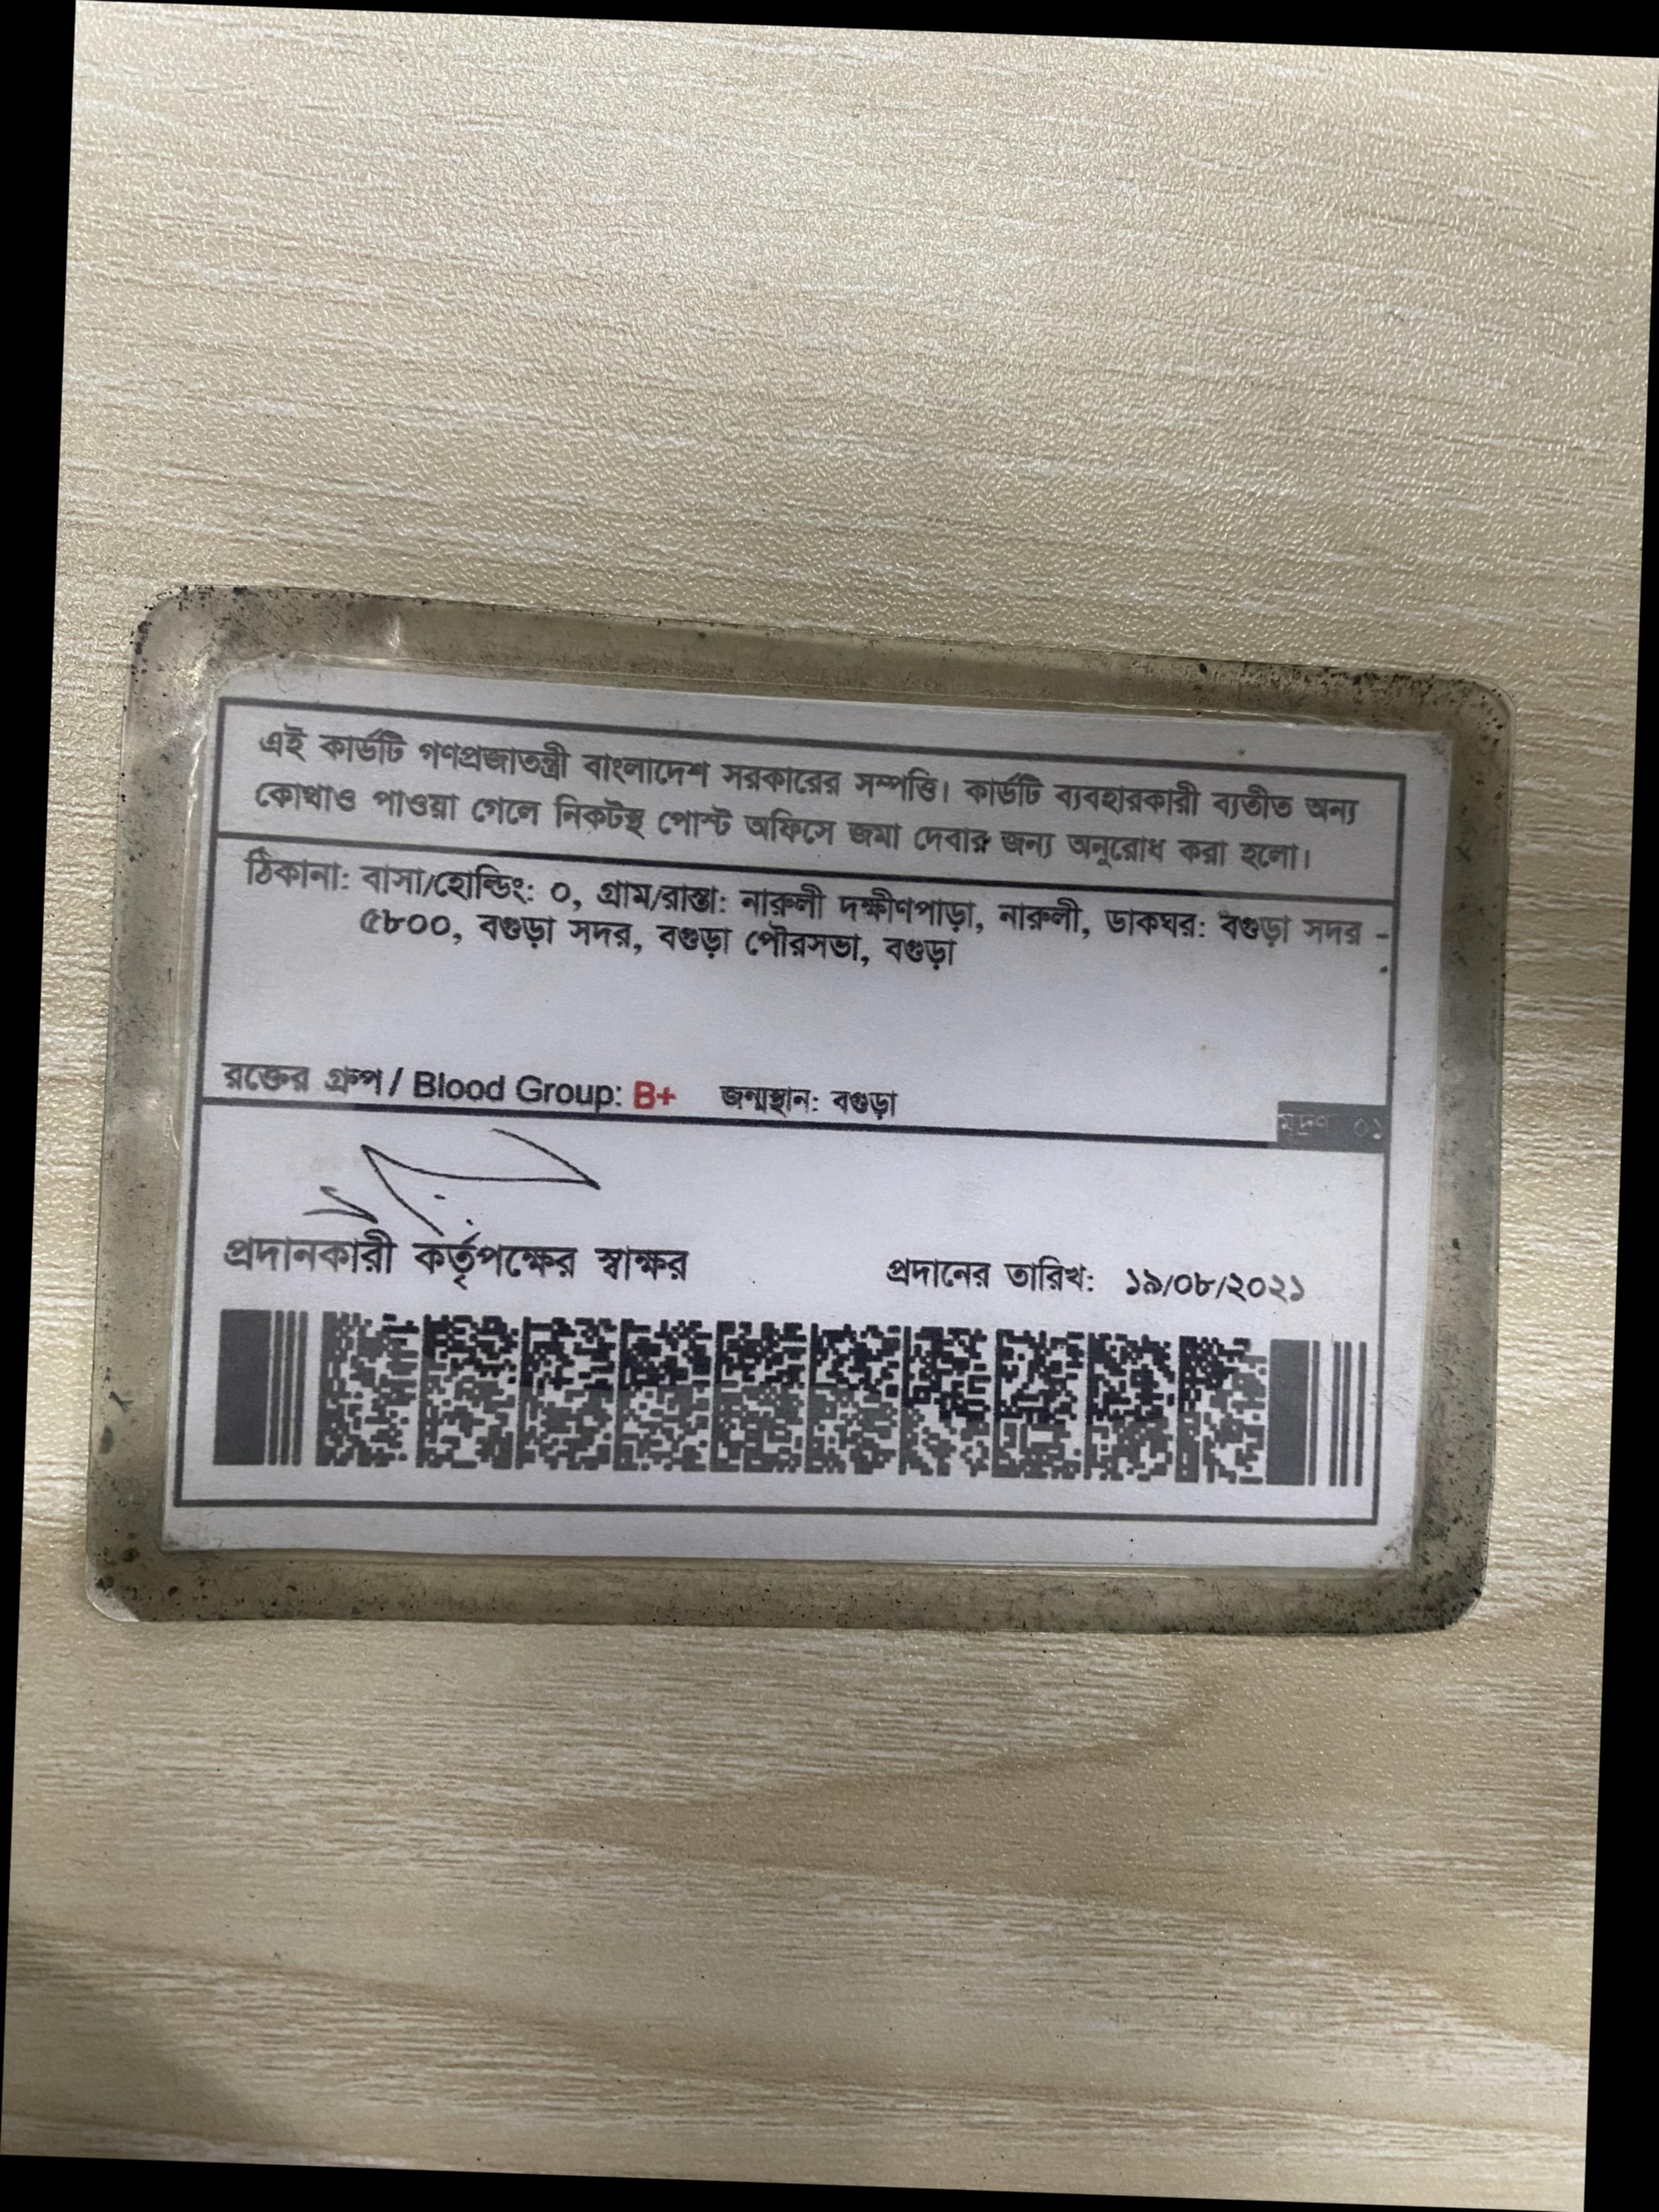 এই কার্ডটি গণপ্রজাতন্ত্রী বাংলাদেশ সরকারের সম্পত্তি। কার্ডটি ব্যবহারকারী ব্যতীত অন্য
কোথাও পাওয়া গেলে নিকটস্থ পোস্ট অফিসে জমা দেবার জন্য অনুরোধ করা হলো।
ঠিকানা: বাসা/হোল্ডিং: ০, গ্রাম/রাস্তা: নারুলী দক্ষীণপাড়া, নারুলী, ডাকঘর: বগুড়া সদর -
৫৮০০, বগুড়া সদর, বগুড়া পৌরসভা, বগুড়া
রক্তের গ্রুপ / Blood Group: B+ জন্মস্থান: বগুড়া
মুদ্রণ ০১
প্রদানকারী কর্তৃপক্ষের স্বাক্ষর প্রদানের তারিখ: ১৯/০৮/২০২১